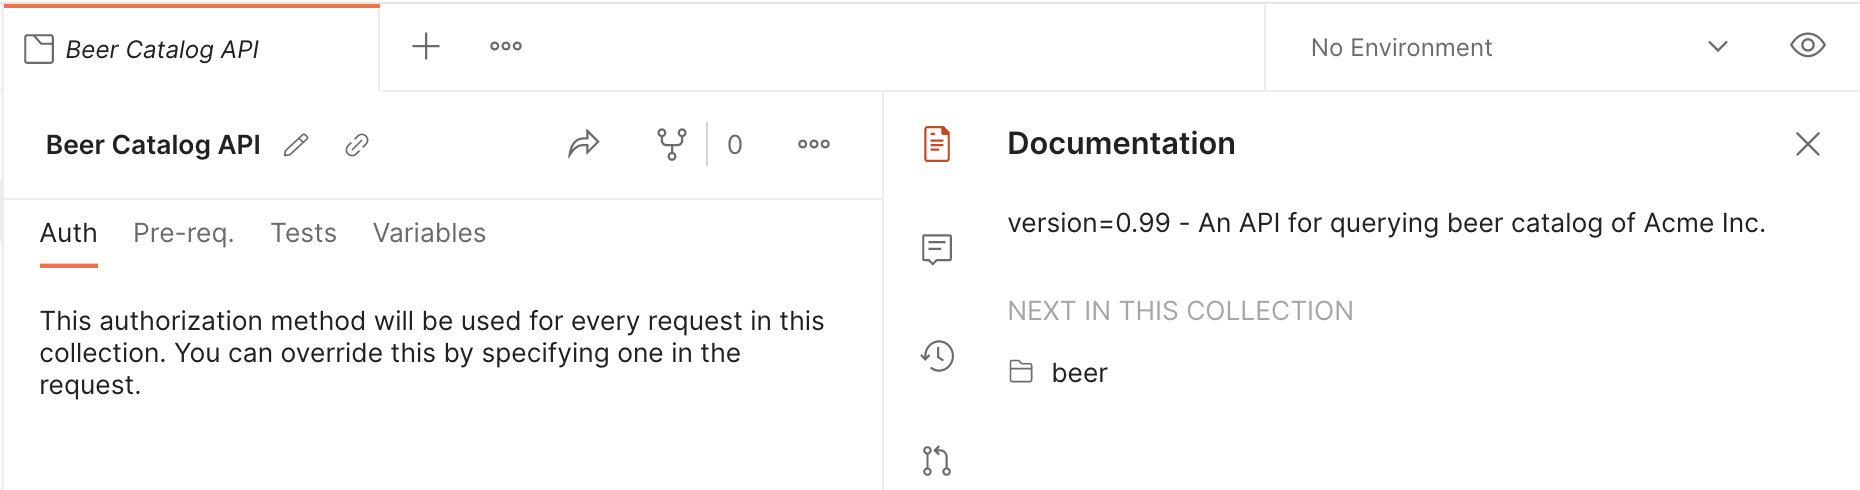 Beer Catalog API
No Environment
Beer Catalog API
0
Auth Pre-req. Tests Variables
This authorization method will be used for every request in this
collection. You can override this by specifying one in the
request.
Documentation
version=0.99 - An API for querying beer catalog of Acme Inc.
NEXT IN THIS COLLECTION
beer